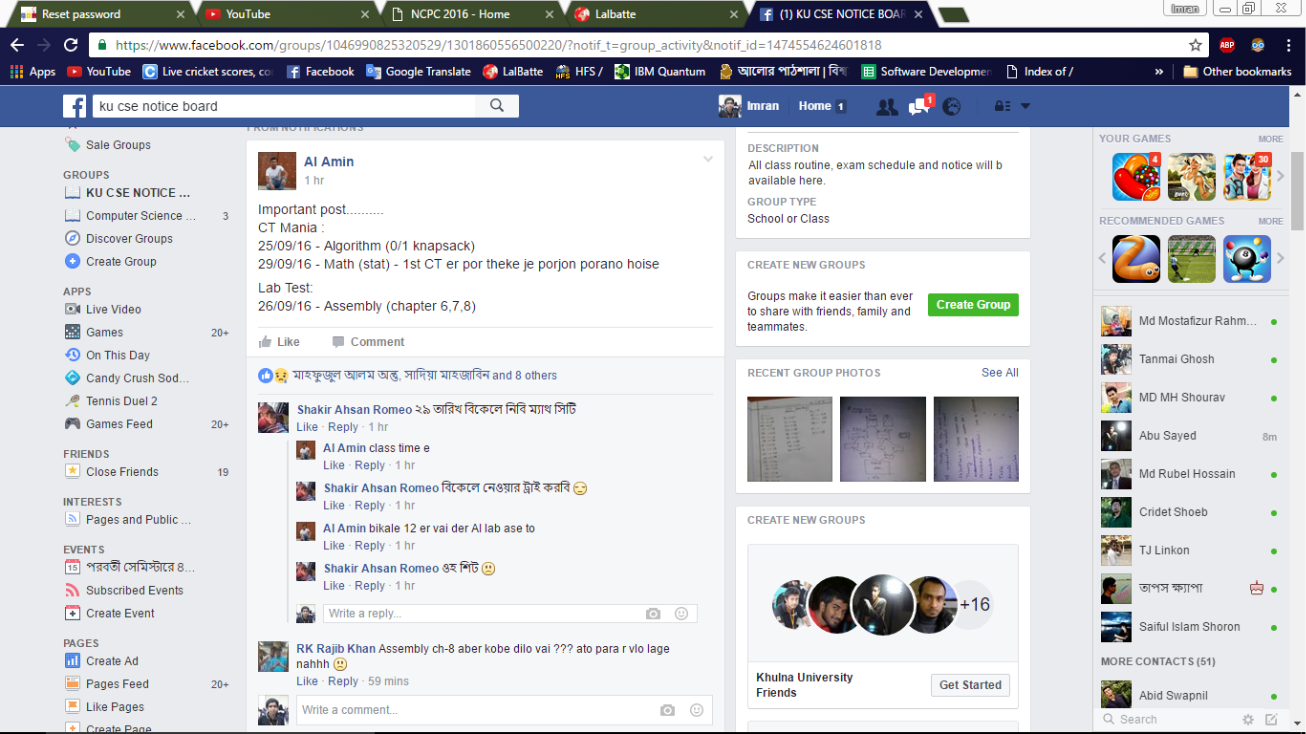 Reset password
YouTube
NCPC 2016 - Home
Lalbatte
(1) KU CSE NOTICE BOAR
Imran
https://www.facebook.com/groups/1046990825320529/1301860556500220/?notif_t=group_activity&notif_id=1474554624601818
ABP
Apps
YouTube
Live cricket scores, co
Facebook
Google Translate
LalBatte
HFS /
IBM Quantum
আলোর পাঠশালা | বিশ্ব
Software Developmen
Index of /
»
Other bookmarks
ku cse notice board
Imran
Home 1
1
Sale Groups
GROUPS
KU CSE NOTICE ...
Computer Science ... 3
Discover Groups
Create Group
APPS
Live Video
Games 20+
On This Day
Candy Crush Sod...
Tennis Duel 2
Games Feed 20+
FRIENDS
Close Friends 19
INTERESTS
Pages and Public ...
EVENTS
15 পরবর্তী সেমিস্টারে ৪...
Subscribed Events
Create Event
PAGES
Create Ad
Pages Feed 20+
Like Pages
Create Page
FROM NOTIFICATIONS
Al Amin
1 hr
Important post..........
CT Mania :
25/09/16 - Algorithm (0/1 knapsack)
29/09/16 - Math (stat) - 1st CT er por theke je porjon porano hoise
Lab Test:
26/09/16 - Assembly (chapter 6,7,8)
Like Comment
মাহফুজুল আলম অন্তু, সাদিয়া মাহজাবিন and 8 others
Shakir Ahsan Romeo ২৯ তারিখ বিকেলে নিবি ম্যাথ সিটি
Like · Reply · 1 hr
Al Amin class time e
Like · Reply · 1 hr
Shakir Ahsan Romeo বিকেলে নেওয়ার ট্রাই করবি 😏
Like · Reply · 1 hr
Al Amin bikale 12 er vai der AI lab ase to
Like · Reply · 1 hr
Shakir Ahsan Romeo ওহ শিট 🙁
Like · Reply · 1 hr
Write a reply...
RK Rajib Khan Assembly ch-8 aber kobe dilo vai ??? ato para r vlo lage
nahhh 🙁
Like · Reply · 59 mins
Write a comment...
DESCRIPTION
All class routine, exam schedule and notice will b
available here.
GROUP TYPE
School or Class
CREATE NEW GROUPS
Groups make it easier than ever
to share with friends, family and
teammates.
Create Group
RECENT GROUP PHOTOS See All
CREATE NEW GROUPS
+16
Khulna University
Friends
Get Started
YOUR GAMES MORE
4
30
RECOMMENDED GAMES MORE
8
Md Mostafizur Rahm...
Tanmai Ghosh
MD MH Shourav
Abu Sayed 8m
Md Rubel Hossain
Cridet Shoeb
TJ Linkon
তাপস ক্ষ্যাপা
Saiful Islam Shoron
MORE CONTACTS (51)
Abid Swapnil
Search